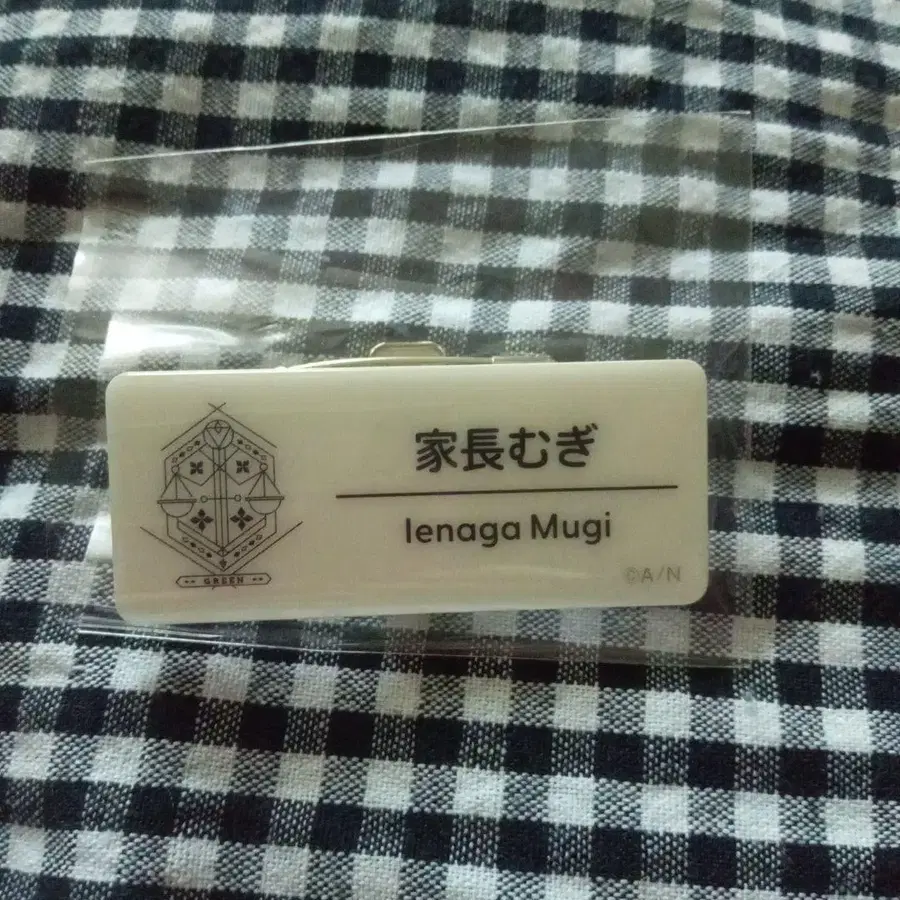 家長むぎ
Ienaga Mugi
GREEN
©A/N